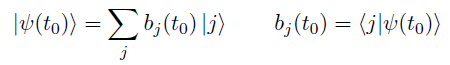 |ψ(t₀)⟩ = ∑ⱼ bⱼ(t₀) |j⟩    bⱼ(t₀) = ⟨j|ψ(t₀)⟩